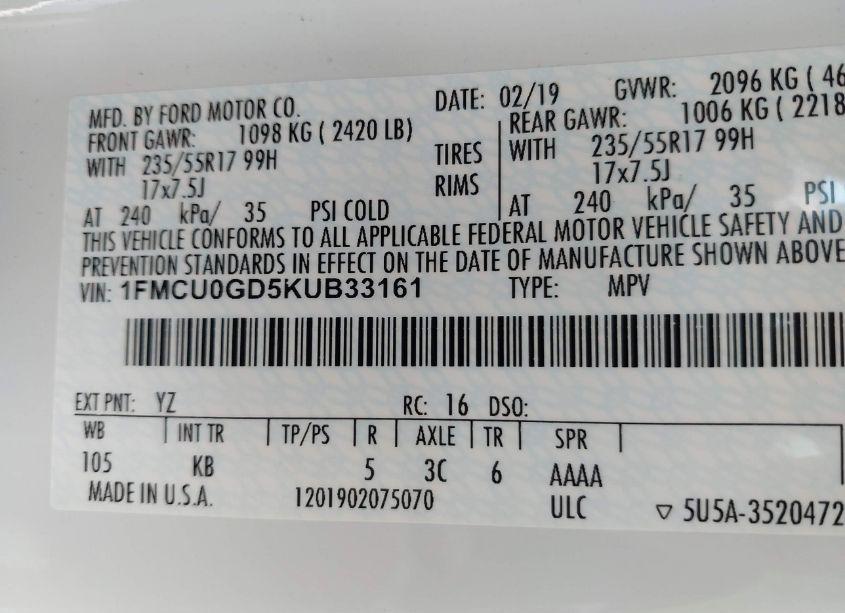 MFD. BY FORD MOTOR CO. DATE: 02/19 GVWR: 2096 KG ( 46
FRONT GAWR: 1098 KG ( 2420 LB) REAR GAWR: 1006 KG ( 2218
WITH 235/55R17 99H TIRES WITH 235/55R17 99H
17x7.5J RIMS 17x7.5J
AT 240 kPa/ 35 PSI COLD AT 240 kPa/ 35 PSI
THIS VEHICLE CONFORMS TO ALL APPLICABLE FEDERAL MOTOR VEHICLE SAFETY AND
PREVENTION STANDARDS IN EFFECT ON THE DATE OF MANUFACTURE SHOWN ABOVE
VIN: 1FMCU0GD5KUB33161 TYPE: MPV
EXT PNT: YZ RC: 16 DSO:
WB INT TR TP/PS R AXLE TR SPR
105 KB 5 3C 6 AAAA
MADE IN U.S.A. 1201902075070 ULC ▽ 5U5A-3520472